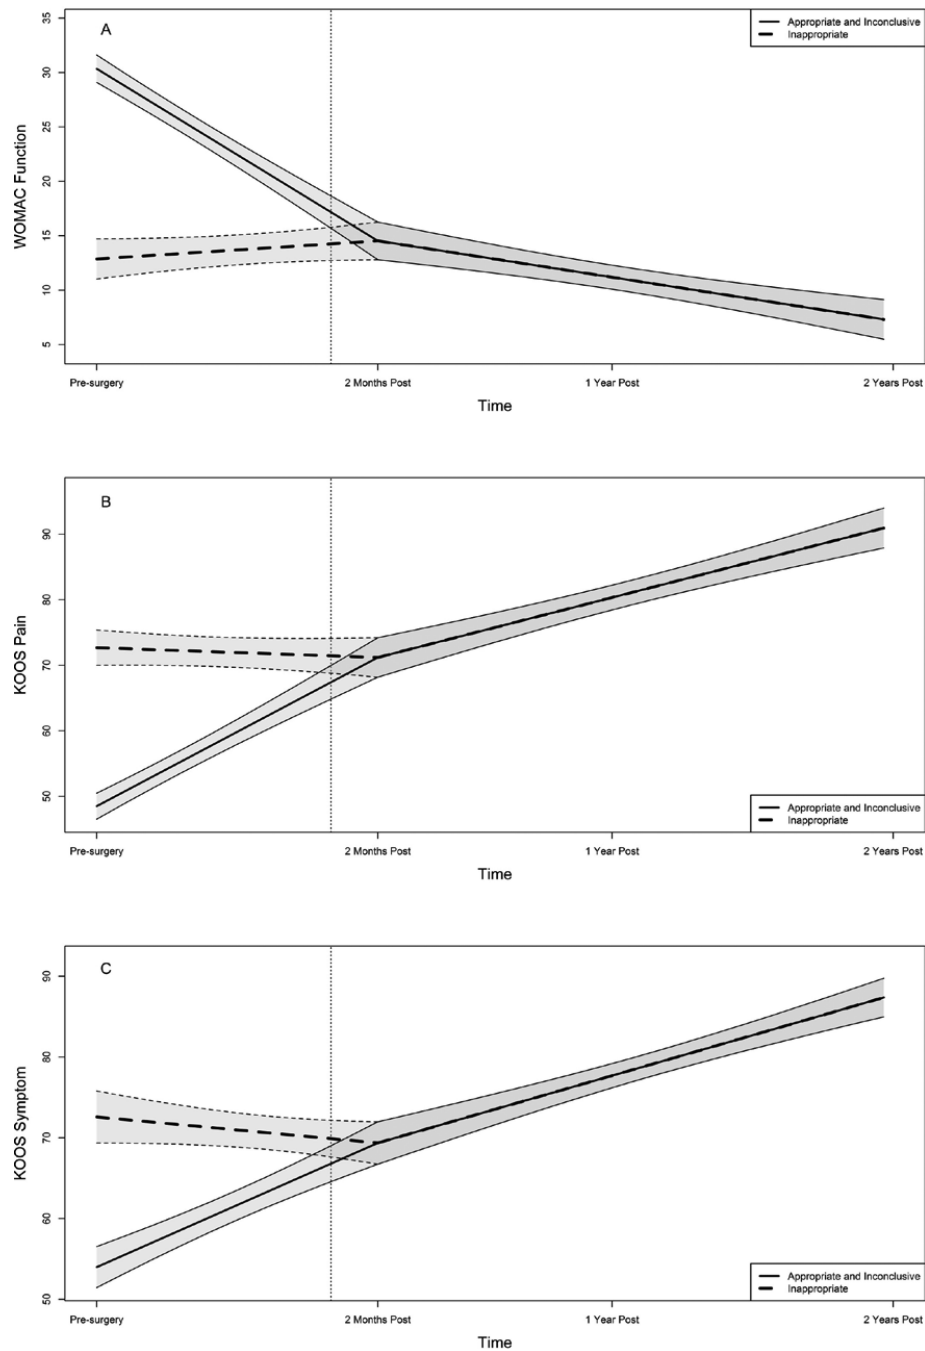 A
Appropriate and Inconclusive
Inappropriate
WOMAC Function
35
30
25
20
15
10
5
Pre-surgery 2 Months Post 1 Year Post 2 Years Post
Time
B
KOOS Pain
90
80
70
60
50
Appropriate and Inconclusive
Inappropriate
Pre-surgery 2 Months Post 1 Year Post 2 Years Post
Time
C
KOOS Symptom
90
80
70
60
50
Appropriate and Inconclusive
Inappropriate
Pre-surgery 2 Months Post 1 Year Post 2 Years Post
Time